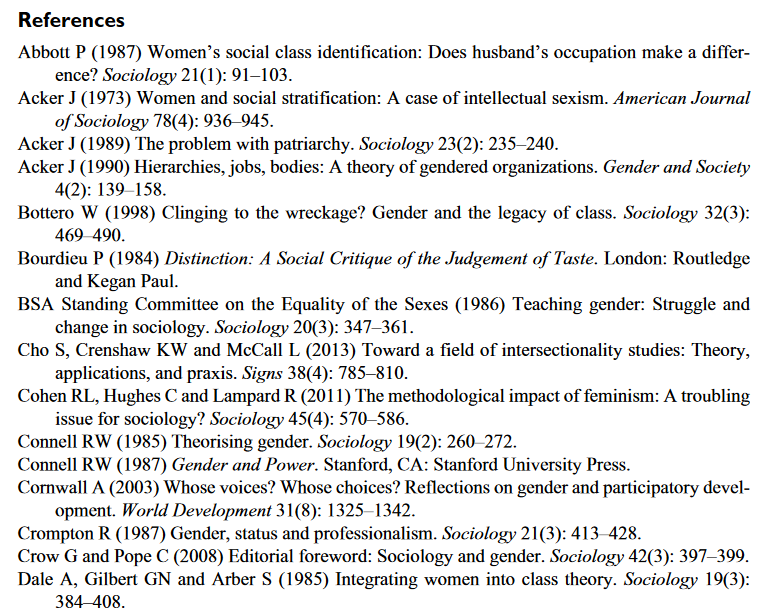 References
Abbott P (1987) Women's social class identification: Does husband's occupation make a differ-
ence? Sociology 21(1): 91–103.
Acker J (1973) Women and social stratification: A case of intellectual sexism. American Journal
of Sociology 78(4): 936–945.
Acker J (1989) The problem with patriarchy. Sociology 23(2): 235–240.
Acker J (1990) Hierarchies, jobs, bodies: A theory of gendered organizations. Gender and Society
4(2): 139–158.
Bottero W (1998) Clinging to the wreckage? Gender and the legacy of class. Sociology 32(3):
469–490.
Bourdieu P (1984) Distinction: A Social Critique of the Judgement of Taste. London: Routledge
and Kegan Paul.
BSA Standing Committee on the Equality of the Sexes (1986) Teaching gender: Struggle and
change in sociology. Sociology 20(3): 347–361.
Cho S, Crenshaw KW and McCall L (2013) Toward a field of intersectionality studies: Theory,
applications, and praxis. Signs 38(4): 785–810.
Cohen RL, Hughes C and Lampard R (2011) The methodological impact of feminism: A troubling
issue for sociology? Sociology 45(4): 570–586.
Connell RW (1985) Theorising gender. Sociology 19(2): 260–272.
Connell RW (1987) Gender and Power. Stanford, CA: Stanford University Press.
Cornwall A (2003) Whose voices? Whose choices? Reflections on gender and participatory devel-
opment. World Development 31(8): 1325–1342.
Crompton R (1987) Gender, status and professionalism. Sociology 21(3): 413–428.
Crow G and Pope C (2008) Editorial foreword: Sociology and gender. Sociology 42(3): 397–399.
Dale A, Gilbert GN and Arber S (1985) Integrating women into class theory. Sociology 19(3):
384–408.